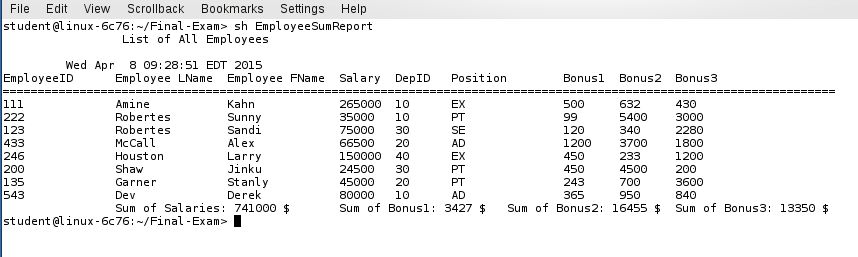 File Edit View Scrollback Bookmarks Settings Help
student@linux-6c76:~/Final-Exam> sh EmployeeSumReport
List of All Employees
Wed Apr  8 09:28:51 EDT 2015
EmployeeID Employee LName Employee FName Salary DepID Position Bonus1 Bonus2 Bonus3
=======================================================================================================================
111 Amine Kahn 265000 10 EX 500 632 430
222 Robertes Sunny 35000 10 PT 99 5400 3000
123 Robertes Sandi 75000 30 SE 120 340 2280
433 McCall Alex 66500 20 AD 1200 3700 1800
246 Houston Larry 150000 40 EX 450 233 1200
200 Shaw Jinku 24500 30 PT 450 4500 200
135 Garner Stanly 45000 20 PT 243 700 3600
543 Dev Derek 80000 10 AD 365 950 840
Sum of Salaries: 741000 $ Sum of Bonus1: 3427 $ Sum of Bonus2: 16455 $ Sum of Bonus3: 13350 $
student@linux-6c76:~/Final-Exam>